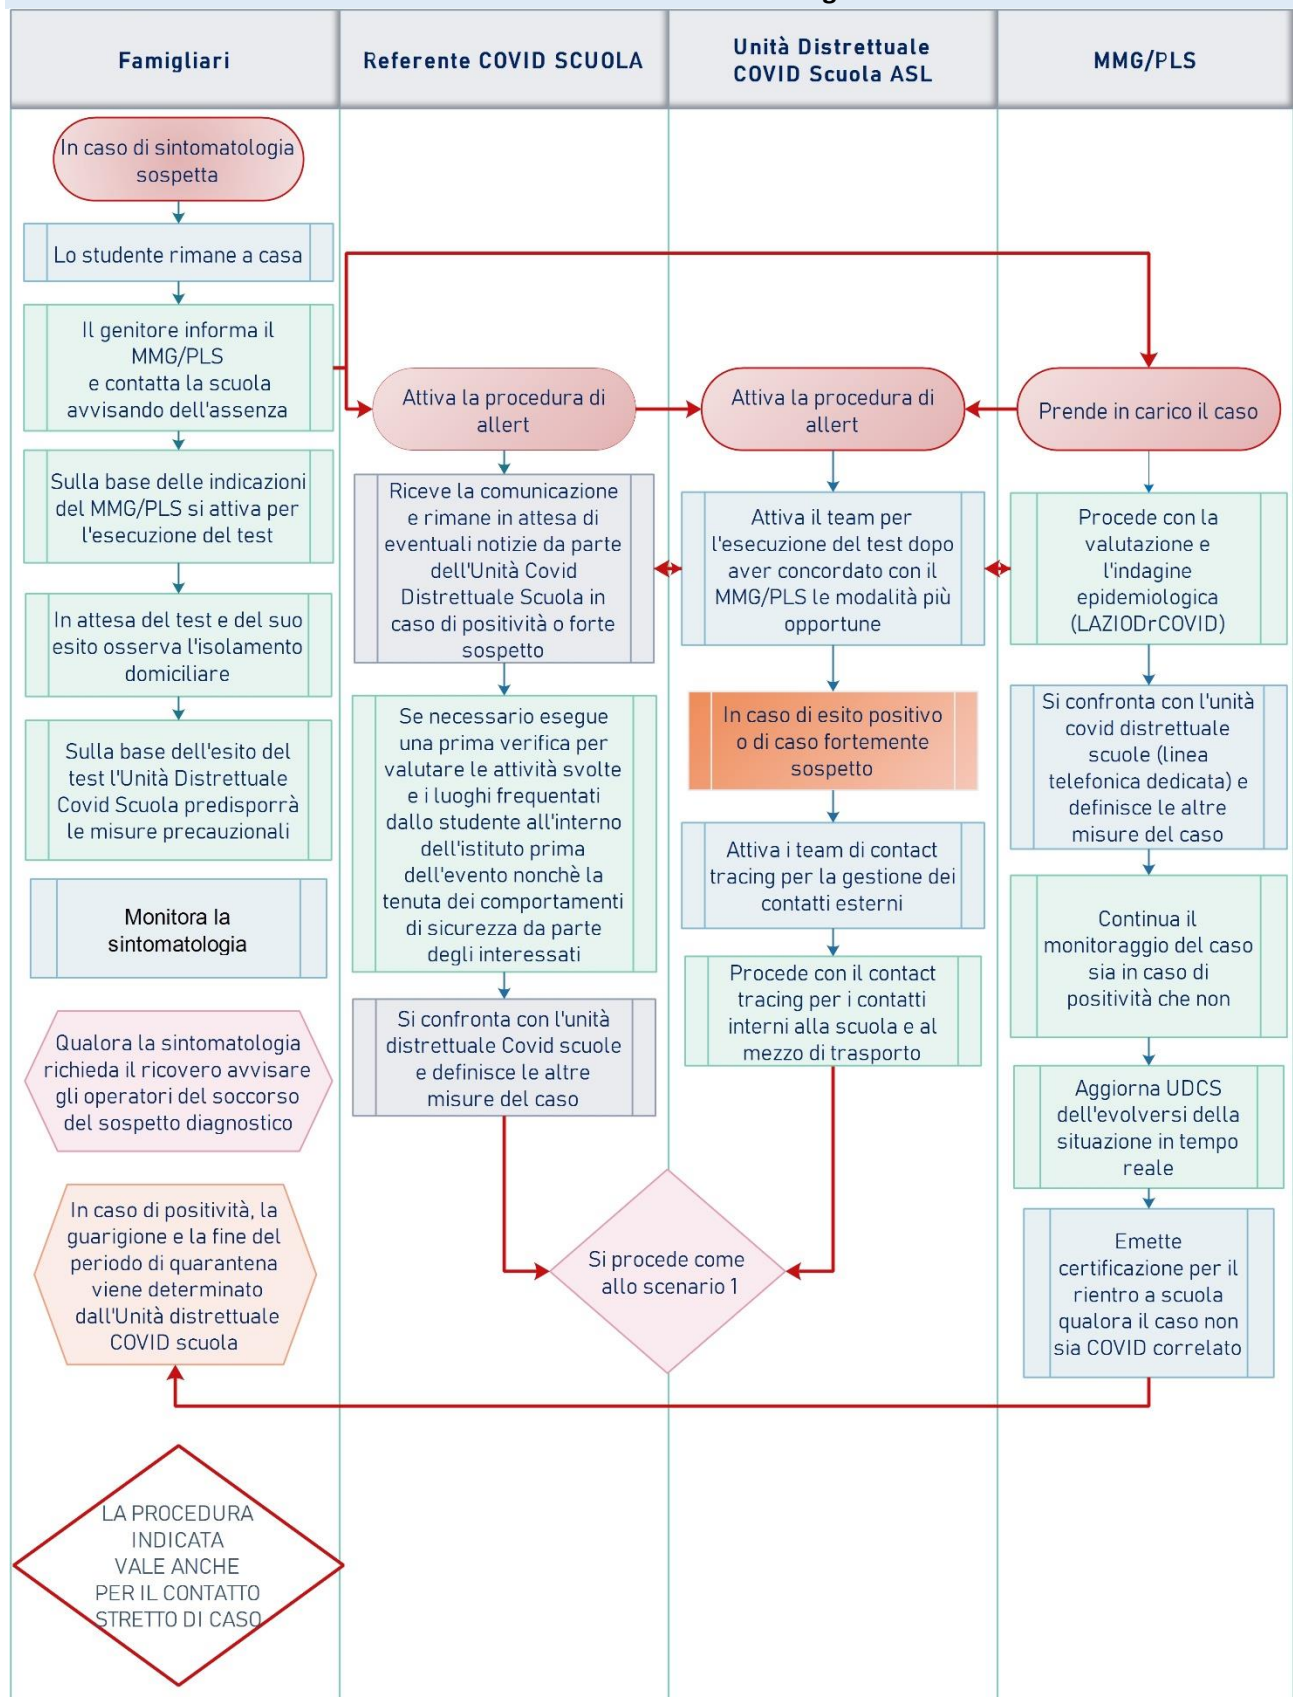 Famigliari
Referente COVID SCUOLA
Unità Distrettuale
COVID Scuola ASL
MMG/PLS
In caso di sintomatologia
sospetta
Lo studente rimane a casa
Il genitore informa il
MMG/PLS
e contatta la scuola
avvisando dell'assenza
Sulla base delle indicazioni
del MMG/PLS si attiva per
l'esecuzione del test
In attesa del test e del suo
esito osserva l'isolamento
domiciliare
Sulla base dell'esito del
test l'Unità Distrettuale
Covid Scuola predisporrà
le misure precauzionali
Monitora la
sintomatologia
Qualora la sintomatologia
richieda il ricovero avvisare
gli operatori del soccorso
del sospetto diagnostico
In caso di positività, la
guarigione e la fine del
periodo di quarantena
viene determinato
dall'Unità distrettuale
COVID scuola
LA PROCEDURA
INDICATA
VALE ANCHE
PER IL CONTATTO
STRETTO DI CASO
Attiva la procedura di
allert
Riceve la comunicazione
e rimane in attesa di
eventuali notizie da parte
dell'Unità Covid
Distrettuale Scuola in
caso di positività o forte
sospetto
Se necessario esegue
una prima verifica per
valutare le attività svolte
e i luoghi frequentati
dallo studente all'interno
dell'istituto prima
dell'evento nonchè la
tenuta dei comportamenti
di sicurezza da parte
degli interessati
Si confronta con l'unità
distrettuale Covid scuole
e definisce le altre
misure del caso
Attiva la procedura di
allert
Attiva il team per
l'esecuzione del test dopo
aver concordato con il
MMG/PLS le modalità più
opportune
In caso di esito positivo
o di caso fortemente
sospetto
Attiva i team di contact
tracing per la gestione dei
contatti esterni
Procede con il contact
tracing per i contatti
interni alla scuola e al
mezzo di trasporto
Si procede come
allo scenario 1
Prende in carico il caso
Procede con la
valutazione e
l'indagine
epidemiologica
(LAZIODrCOVID)
Si confronta con l'unità
covid distrettuale
scuole (linea
telefonica dedicata) e
definisce le altre
misure del caso
Continua il
monitoraggio del caso
sia in caso di
positività che non
Aggiorna UDCS
dell'evolversi della
situazione in tempo
reale
Emette
certificazione per il
rientro a scuola
qualora il caso non
sia COVID correlato